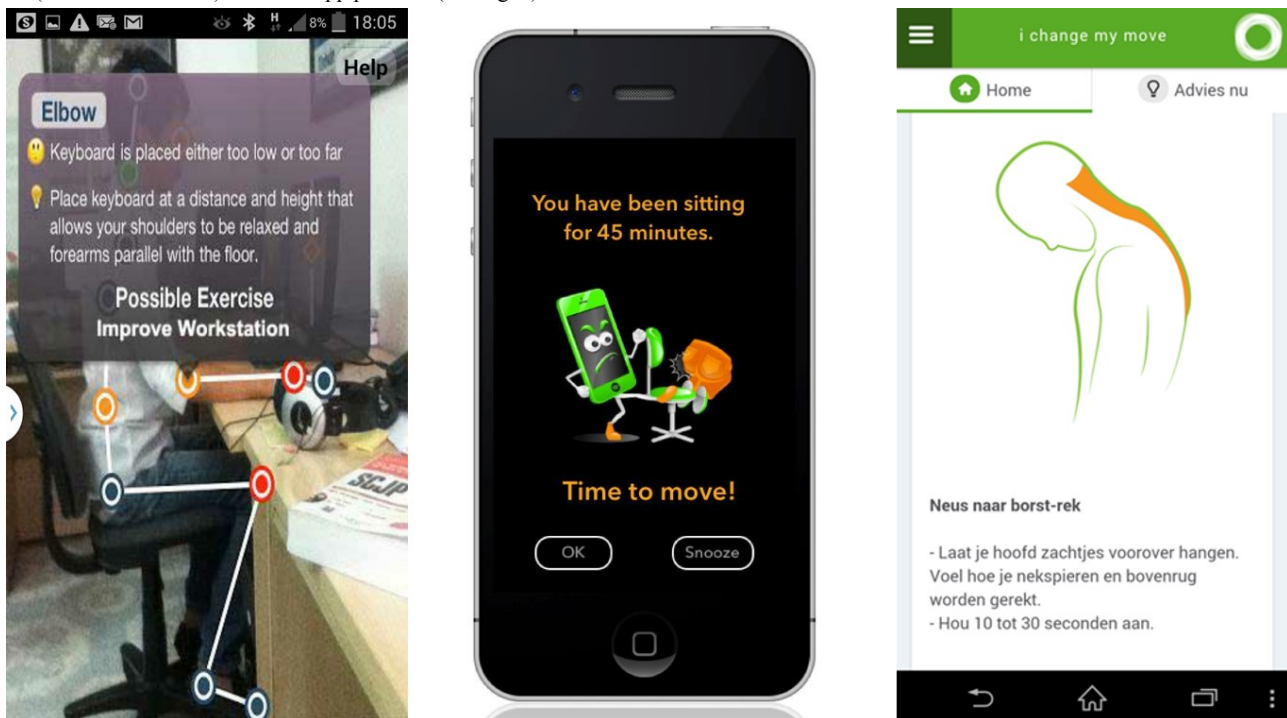 8% 18:05
Help
Elbow
Keyboard is placed either too low or too far
Place keyboard at a distance and height that
allows your shoulders to be relaxed and
forearms parallel with the floor.
Possible Exercise
Improve Workstation
SCJP
You have been sitting
for 45 minutes.
Time to move!
OK
Snooze
i change my move
Home
Advies nu
Neus naar borst-rek
- Laat je hoofd zachtjes voorover hangen.
Voel hoe je nekspieren en bovenrug
worden gerekt.
- Hou 10 tot 30 seconden aan.